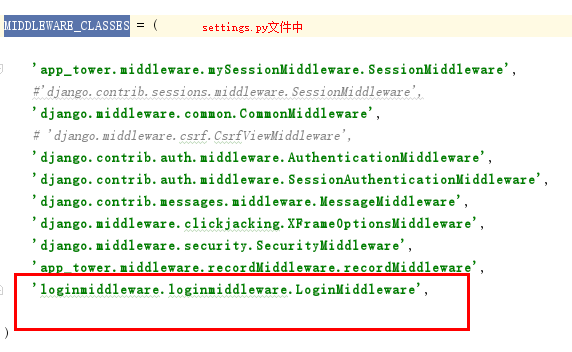 MIDDLEWARE_CLASSES = ( settings.py文件中
'app_tower.middleware.mySessionMiddleware.SessionMiddleware',
#'django.contrib.sessions.middleware.SessionMiddleware',
'django.middleware.common.CommonMiddleware',
# 'django.middleware.csrf.CsrfViewMiddleware',
'django.contrib.auth.middleware.AuthenticationMiddleware',
'django.contrib.auth.middleware.SessionAuthenticationMiddleware',
'django.contrib.messages.middleware.MessageMiddleware',
'django.middleware.clickjacking.XFrameOptionsMiddleware',
'django.middleware.security.SecurityMiddleware',
'app_tower.middleware.recordMiddleware.recordMiddleware',
'loginmiddleware.loginmiddleware.LoginMiddleware',
)